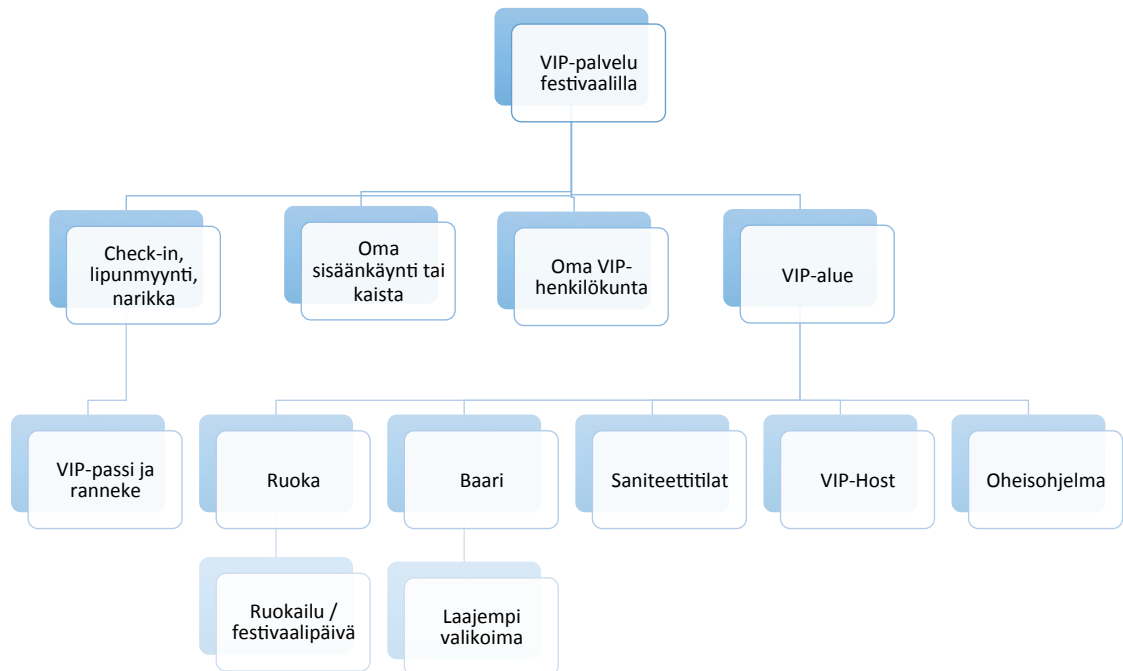 VIP-palvelu
festivaalilla
Check-in,
lipunmyynti,
narikka
Oma
sisäänkäynti tai
kaista
Oma VIP-
henkilökunta
VIP-alue
VIP-passi ja
ranneke
Ruoka
Baari
Saniteettitilat
VIP-Host
Oheisohjelma
Ruokailu /
festivaalipäivä
Laajempi
valikoima